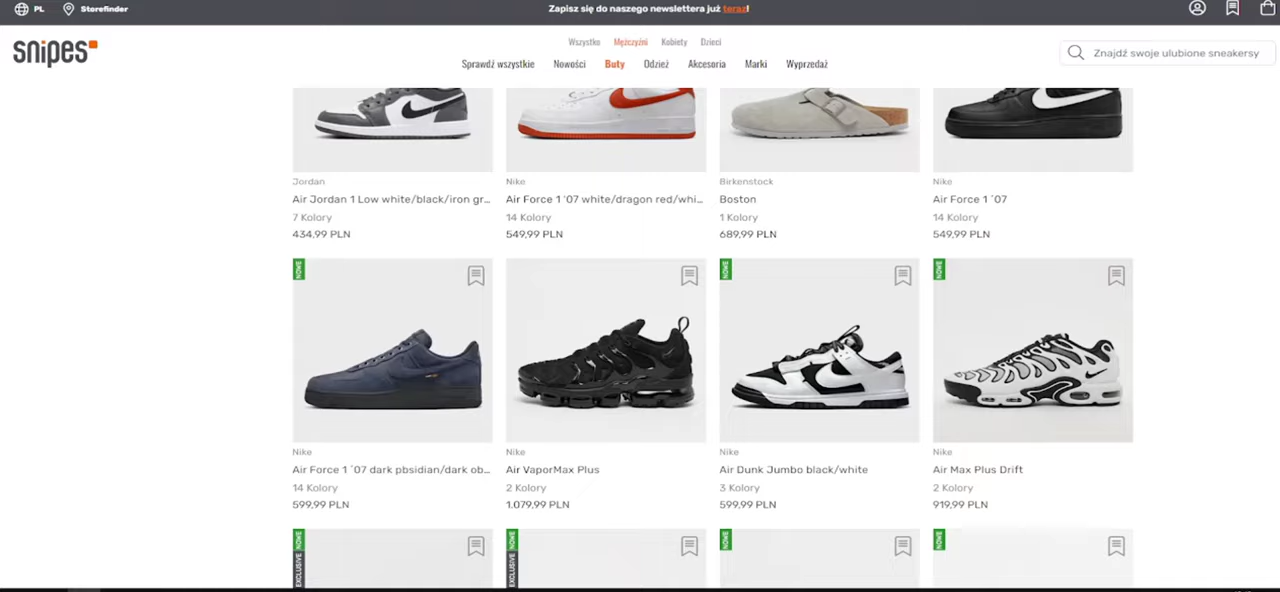 PL
Storefinder
Zapisz się do naszego newslettera już teraz!
snipes
Wszystko
Mężczyźni
Kobiety
Dzieci
Znajdź swoje ulubione sneakersy
Sprawdź wszystkie
Nowości
Buty
Odzież
Akcesoria
Marki
Wyprzedaż
Jordan
Air Jordan 1 Low white/black/iron gr...
7 Kolory
434,99 PLN
Nike
Air Force 1 '07 white/dragon red/whi...
14 Kolory
549,99 PLN
Birkenstock
Boston
1 Kolory
689,99 PLN
Nike
Air Force 1 ´07
14 Kolory
549,99 PLN
NOWE
Nike
Air Force 1 ´07 dark pbsidian/dark ob...
14 Kolory
599,99 PLN
Nike
Air VaporMax Plus
2 Kolory
1.079,99 PLN
NOWE
Nike
Air Dunk Jumbo black/white
3 Kolory
599,99 PLN
NOWE
Nike
Air Max Plus Drift
2 Kolory
919,99 PLN
NOWE
EXCLUSIVE
NOWE
EXCLUSIVE
NOWE
NOWE